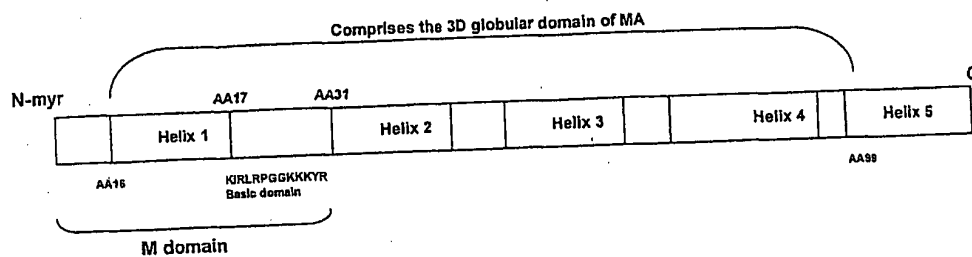 Comprises the 3D globular domain of MA
N-myr
AA17
AA31
C
Helix 1
Helix 2
Helix 3
Helix 4
Helix 5
AA16
KIRLRPGGKKKYR
Basic domain
AA99
M domain